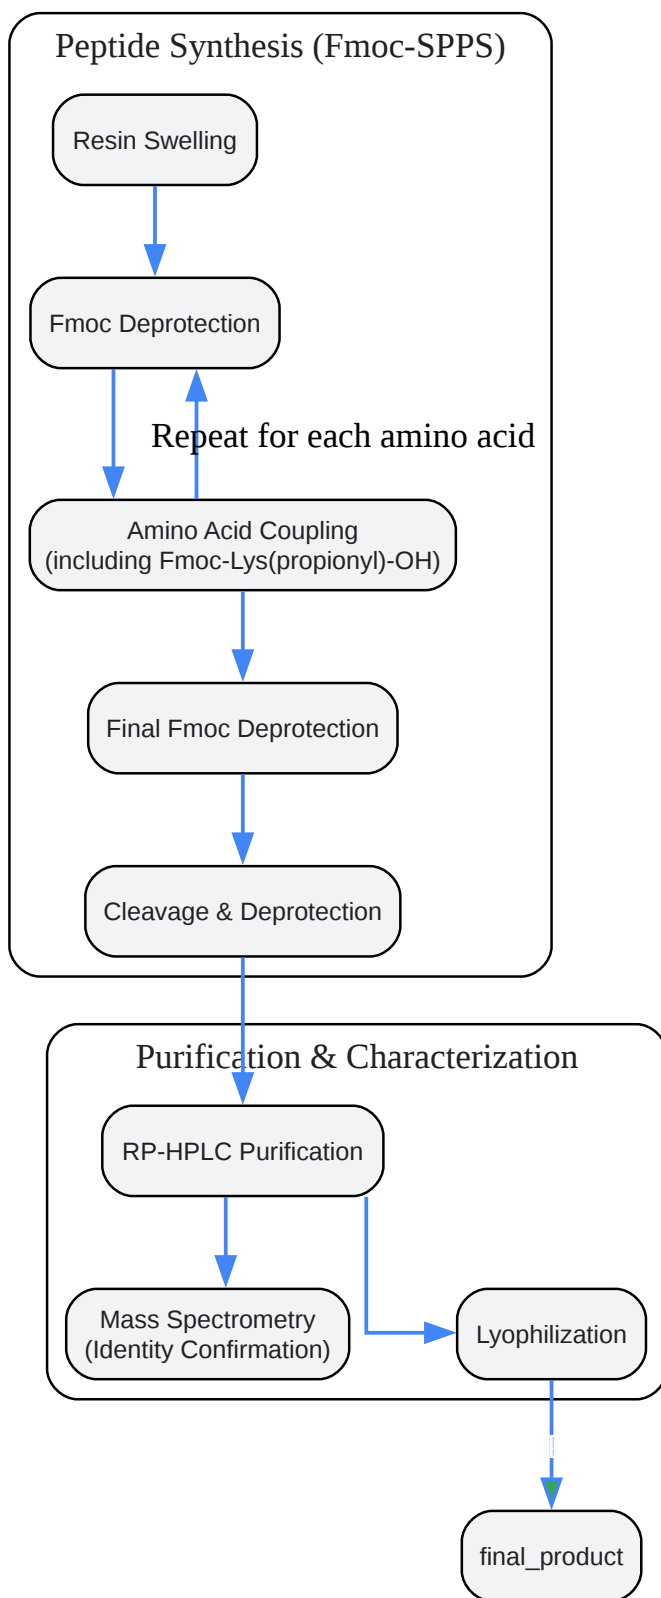 Peptide Synthesis (Fmoc-SPPS)
Resin Swelling
Fmoc Deprotection
Repeat for each amino acid
Amino Acid Coupling
(including Fmoc-Lys(propionyl)-OH)
Final Fmoc Deprotection
Cleavage & Deprotection
Purification & Characterization
RP-HPLC Purification
Mass Spectrometry
(Identity Confirmation)
Lyophilization
final_product